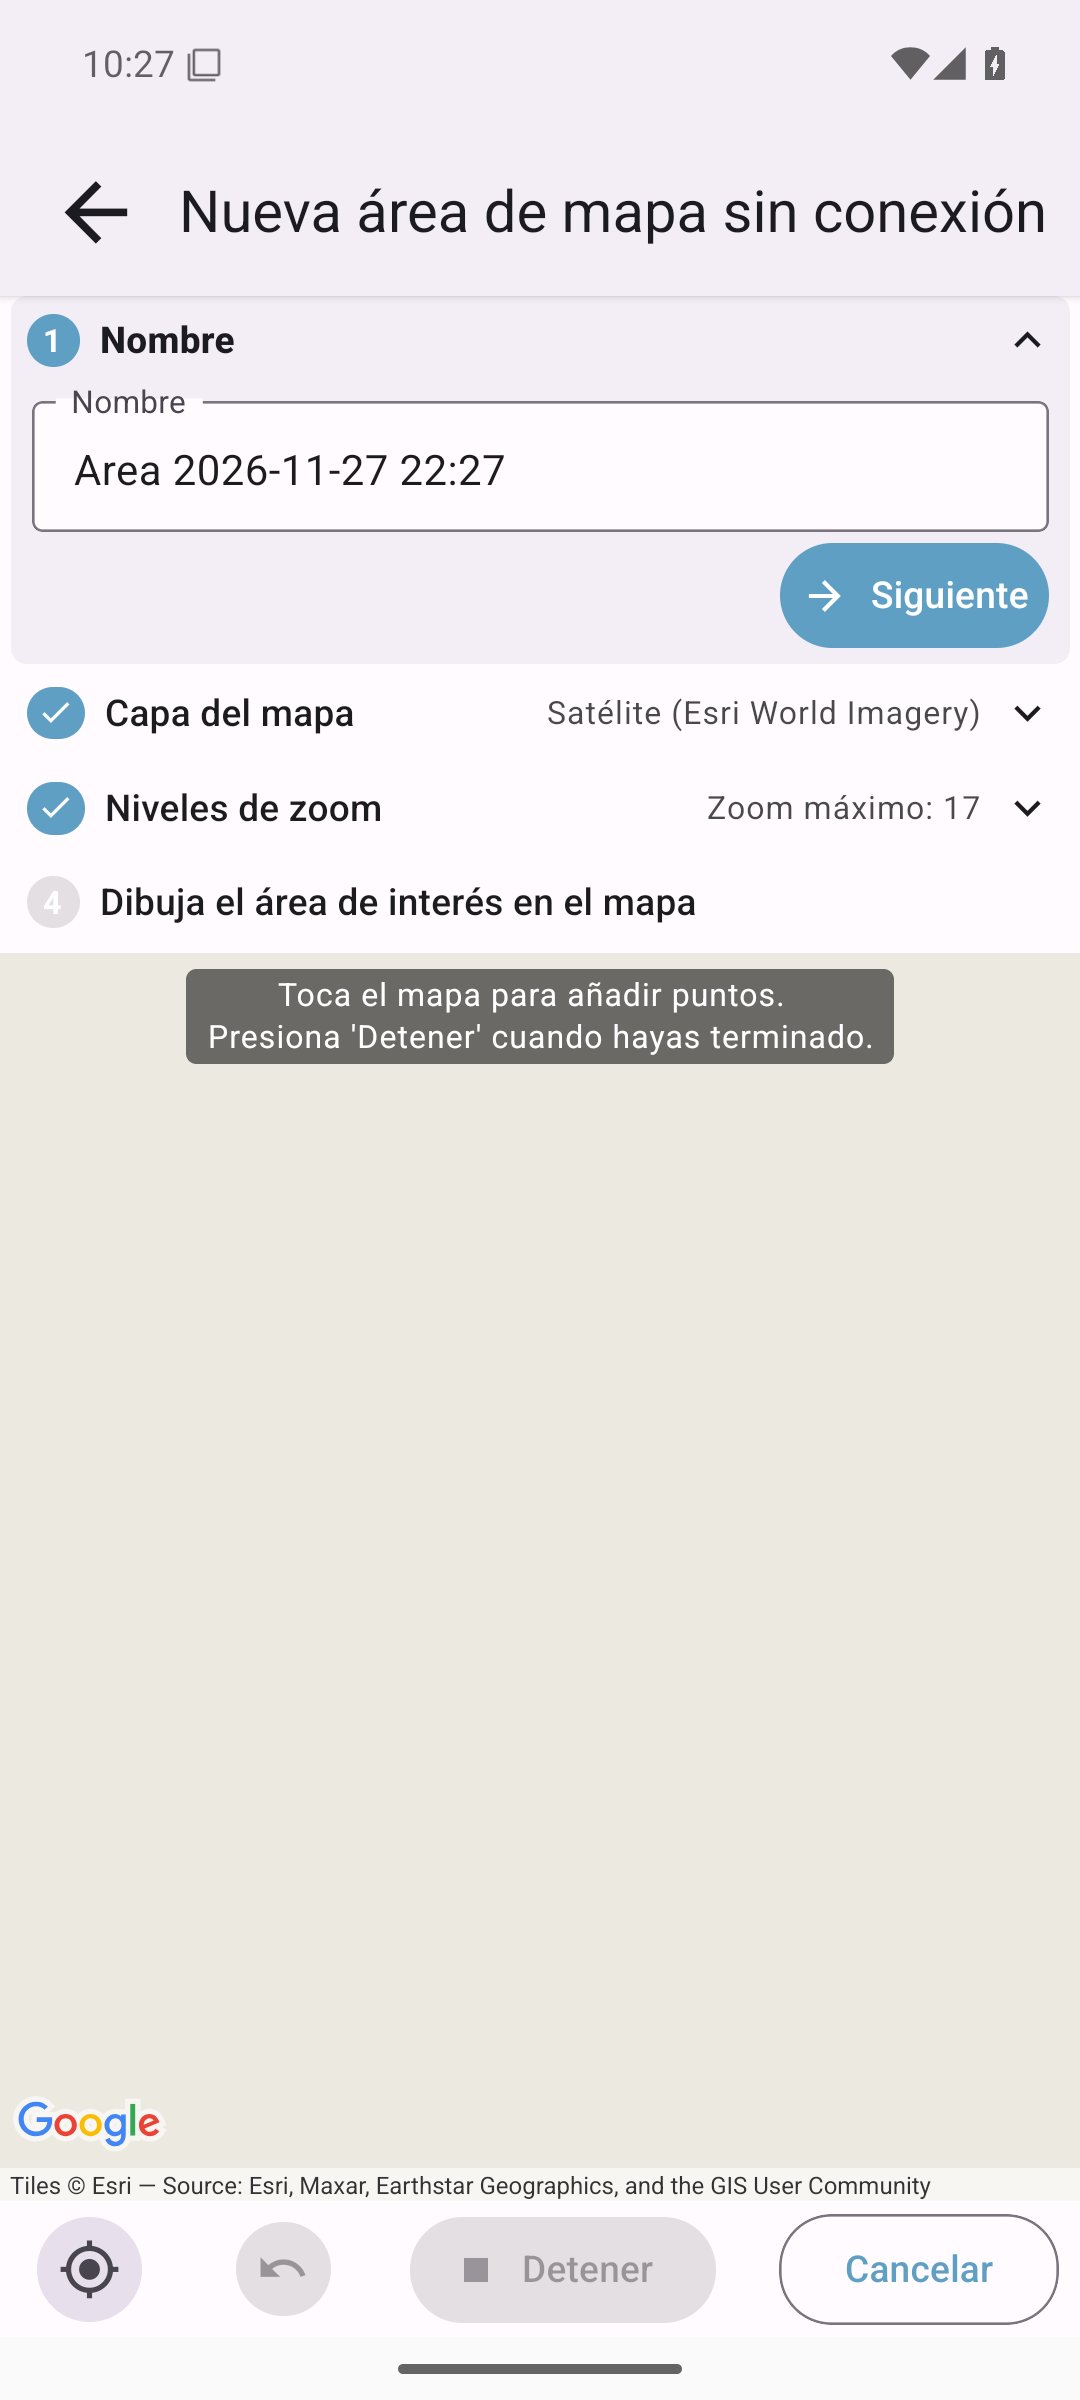 10:27
Nueva área de mapa sin conexión
1 Nombre
Nombre
Area 2026-11-27 22:27
Siguiente
Capa del mapa Satélite (Esri World Imagery)
Niveles de zoom Zoom máximo: 17
4 Dibuja el área de interés en el mapa
Toca el mapa para añadir puntos.
Presiona 'Detener' cuando hayas terminado.
Google
Tiles © Esri — Source: Esri, Maxar, Earthstar Geographics, and the GIS User Community
Detener Cancelar